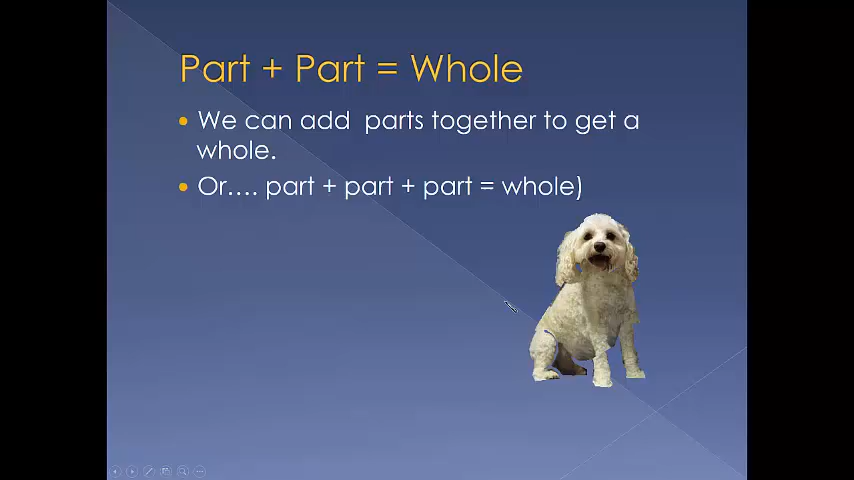 Part + Part = Whole
We can add parts together to get a
whole.
Or.... part + part + part = whole)